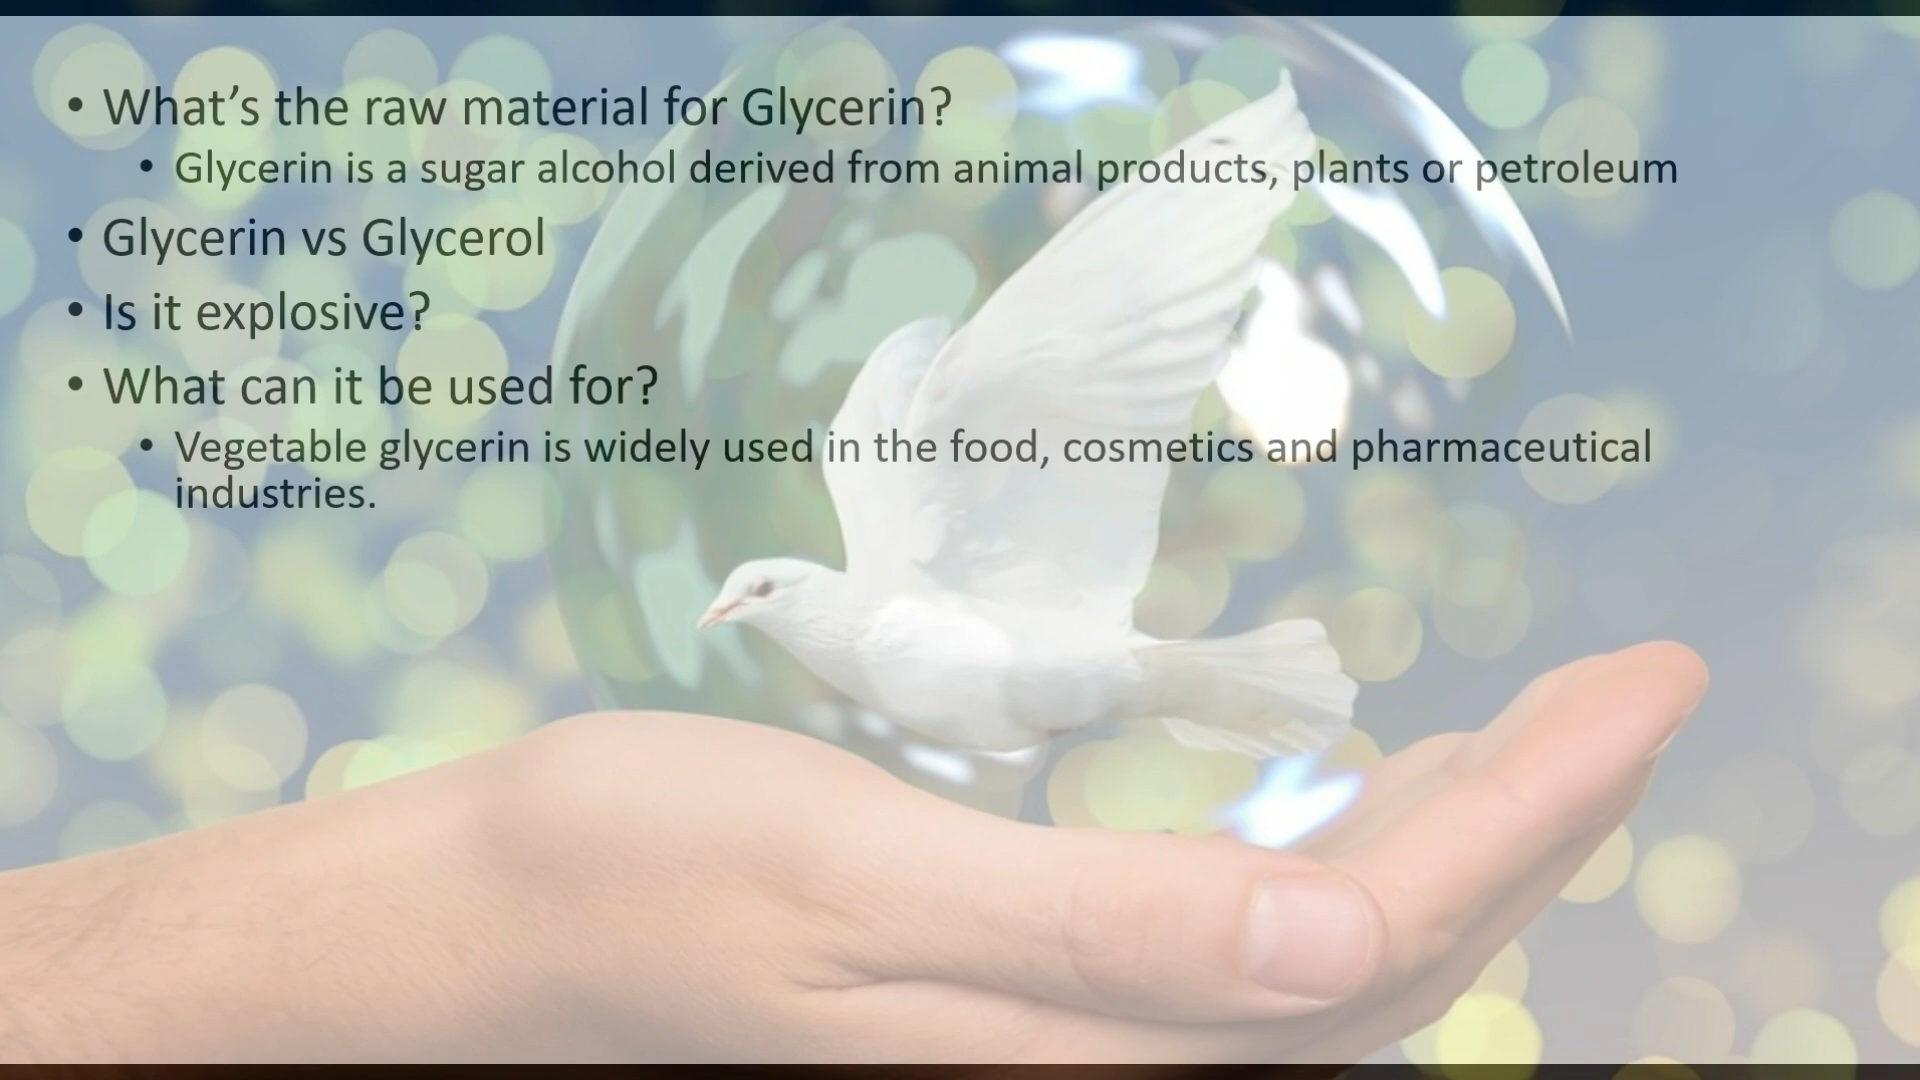 • What’s the raw material for Glycerin?
• Glycerin is a sugar alcohol derived from animal products, plants or petroleum
• Glycerin vs Glycerol
• Is it explosive?
• What can it be used for?
• Vegetable glycerin is widely used in the food, cosmetics and pharmaceutical
industries.